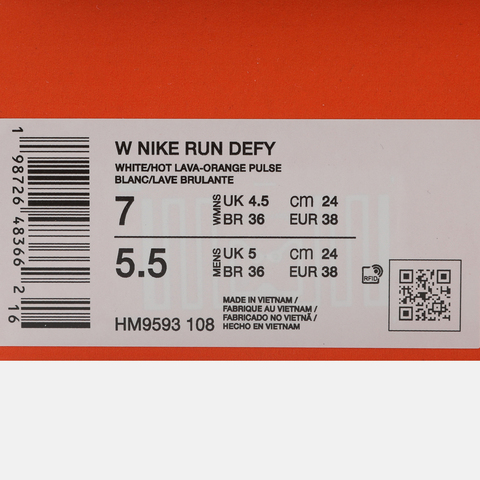 W NIKE RUN DEFY
WHITE/HOT LAVA-ORANGE PULSE
BLANC/LAVE BRULANTE
7 WMNS UK 4.5 cm 24
BR 36 EUR 38
5.5 MENS UK 5 cm 24
BR 36 EUR 38
RFID
MADE IN VIETNAM /
FABRIQUE AU VIETNAM /
FABRICADO NO VIETNÃ /
HECHO EN VIETNAM
HM9593 108
1 98726 48366 2 16